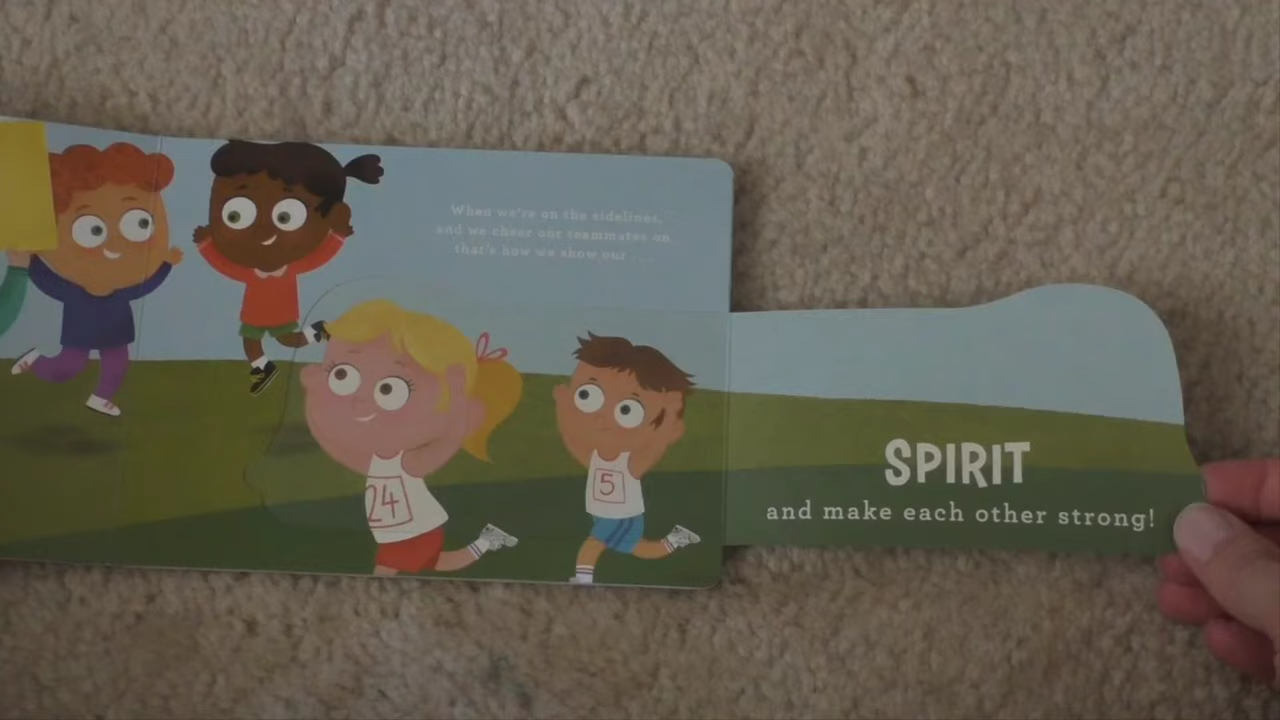 When we're on the sidelines,
and we cheer our teammates on
that's how we show our . . .
24
5
SPIRIT
and make each other strong!